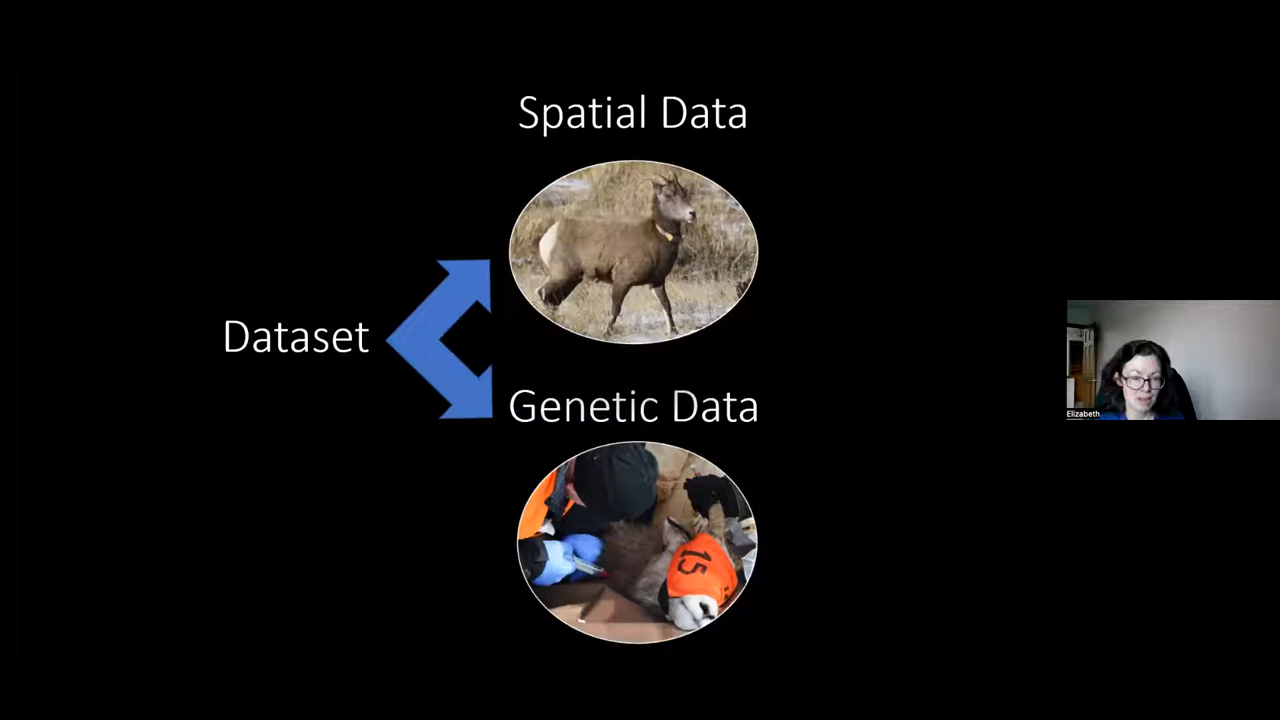 Spatial Data
Dataset
Genetic Data
15
Elizabeth